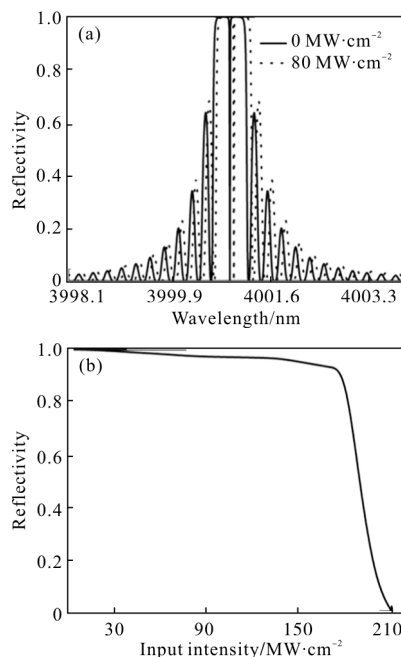 1.0
(a)
0 MW·cm⁻²
80 MW·cm⁻²
0.8
0.6
0.4
0.2
0
Reflectivity
3998.1 3999.9 4001.6 4003.3
Wavelength/nm
1.0
(b)
0.8
0.6
0.4
0.2
0
Reflectivity
30 90 150 210
Input intensity/MW·cm⁻²